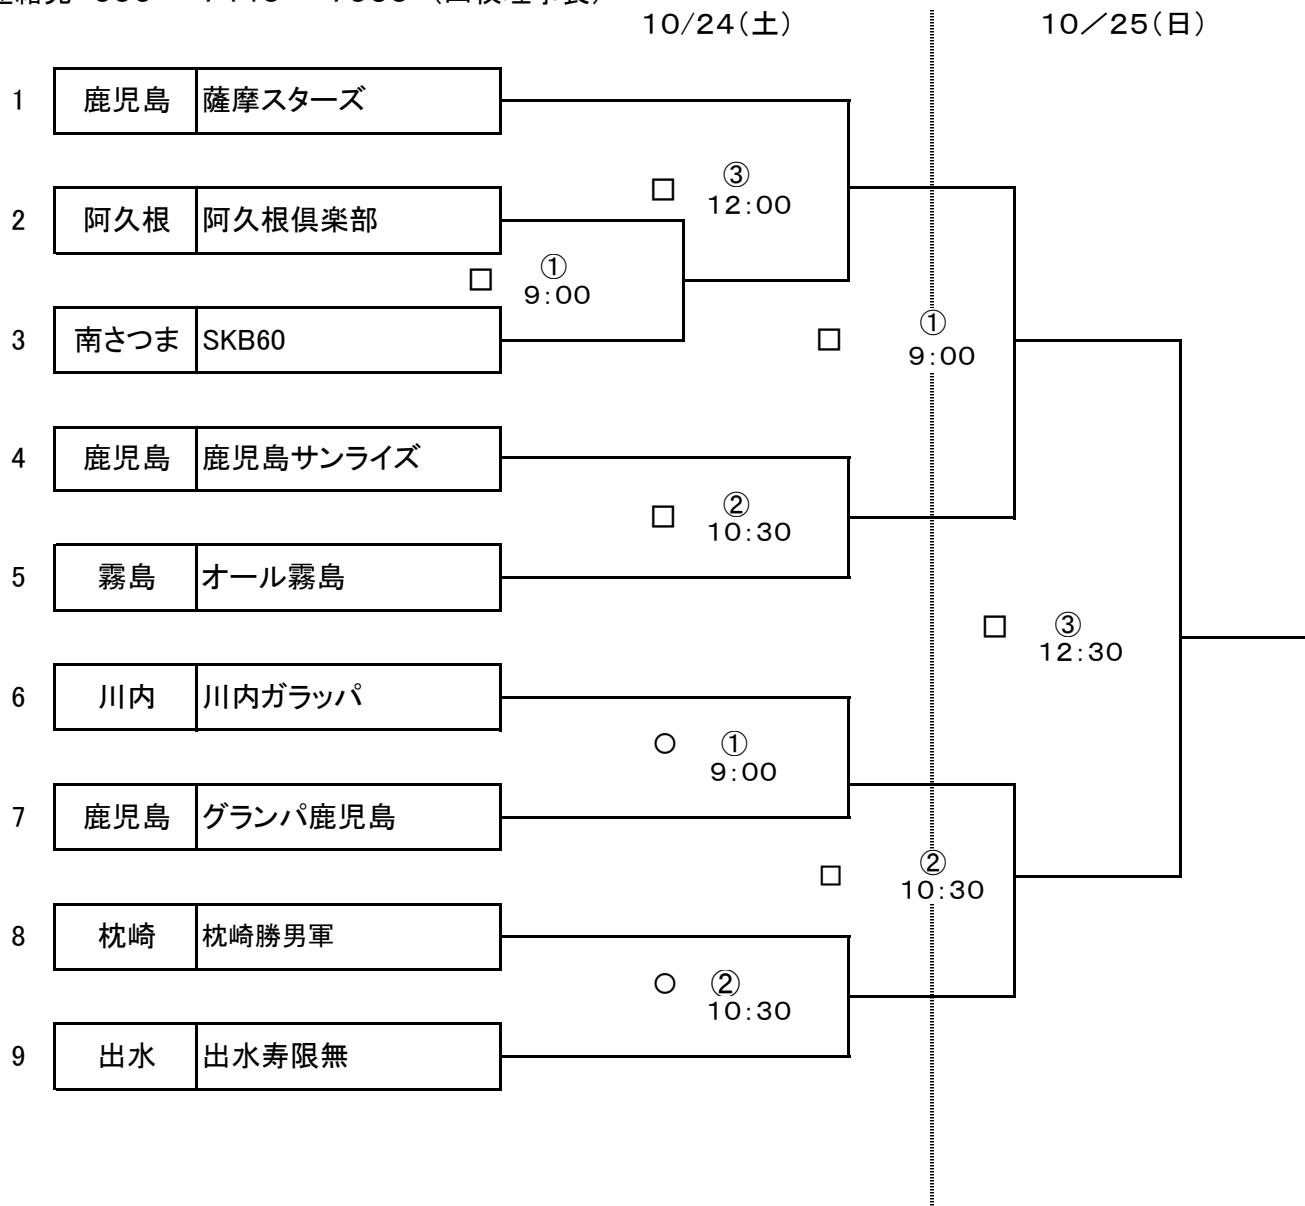 10/24(土)
10／25(日)
1 鹿児島 薩摩スターズ
③
12:00
2 阿久根 阿久根倶楽部
□ ①
9:00
3 南さつま SKB60
□ ①
9:00
4 鹿児島 鹿児島サンライズ
□ ②
10:30
5 霧島 オール霧島
□ ③
12:30
6 川内 川内ガラッパ
○ ①
9:00
7 鹿児島 グランパ鹿児島
□ ②
10:30
8 枕崎 枕崎勝男軍
○ ②
10:30
9 出水 出水寿限無